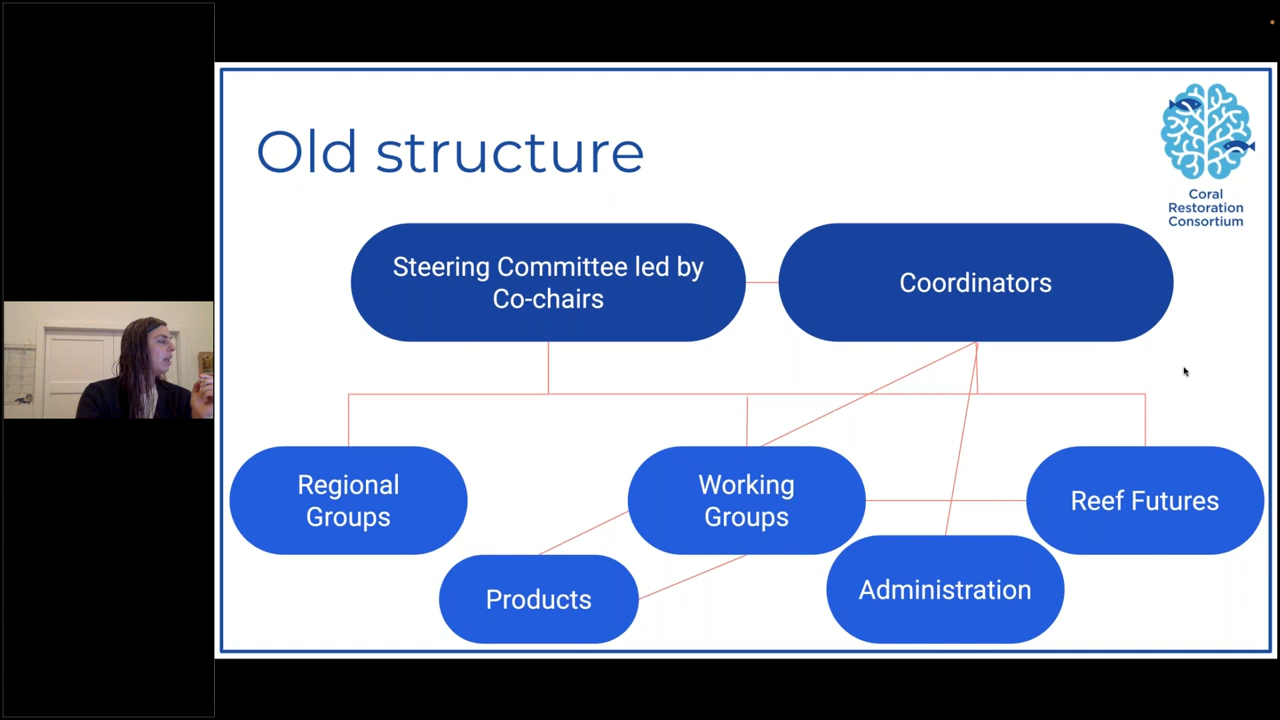 Old structure
Coral
Restoration
Consortium
Steering Committee led by
Co-chairs
Coordinators
Regional
Groups
Working
Groups
Reef Futures
Products
Administration